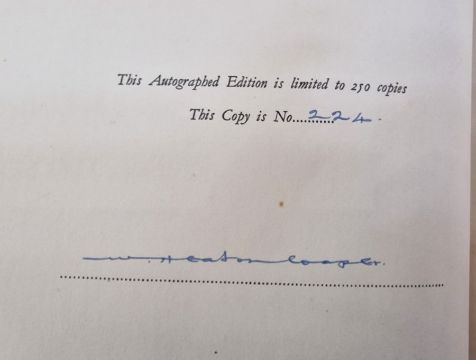 This Autographed Edition is limited to 250 copies
This Copy is No............224.
W. Heaton Cooper.